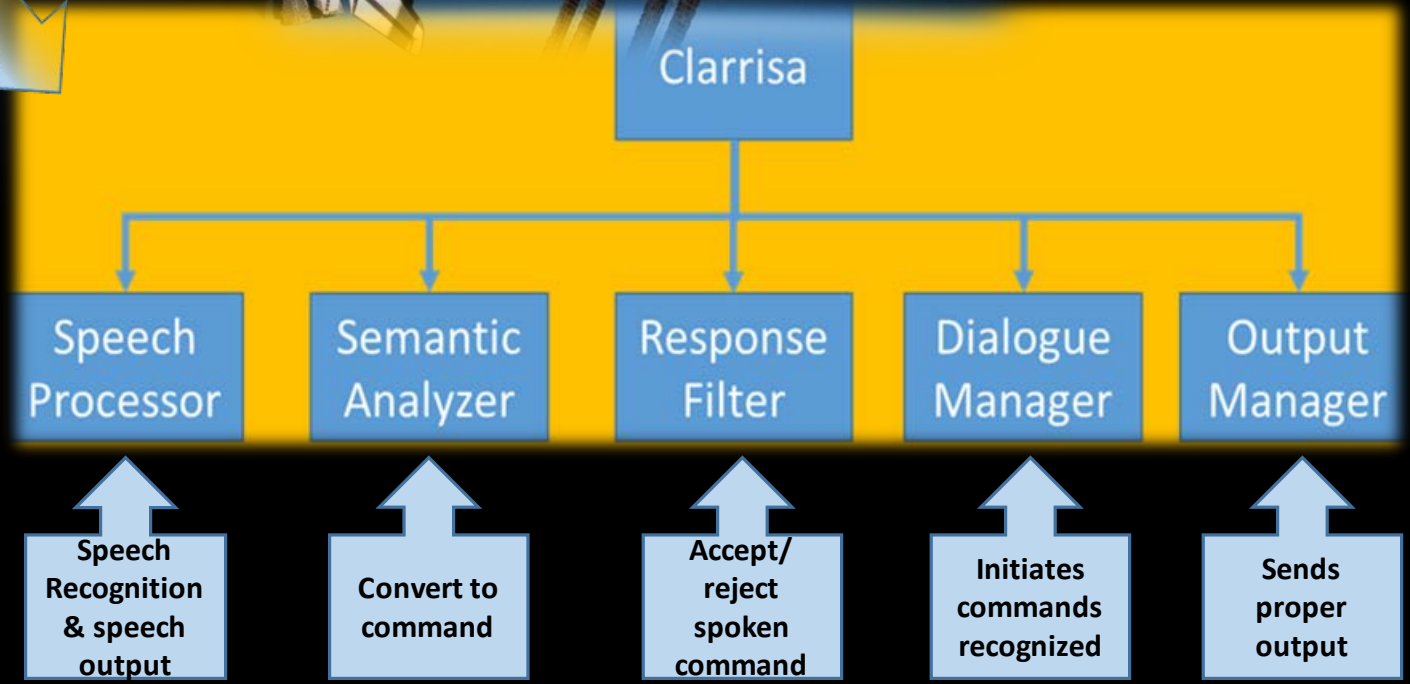 Clarrisa
Speech
Processor
Semantic
Analyzer
Response
Filter
Dialogue
Manager
Output
Manager
Speech
Recognition
& speech
output
Convert to
command
Accept/
reject
spoken
command
Initiates
commands
recognized
Sends
proper
output